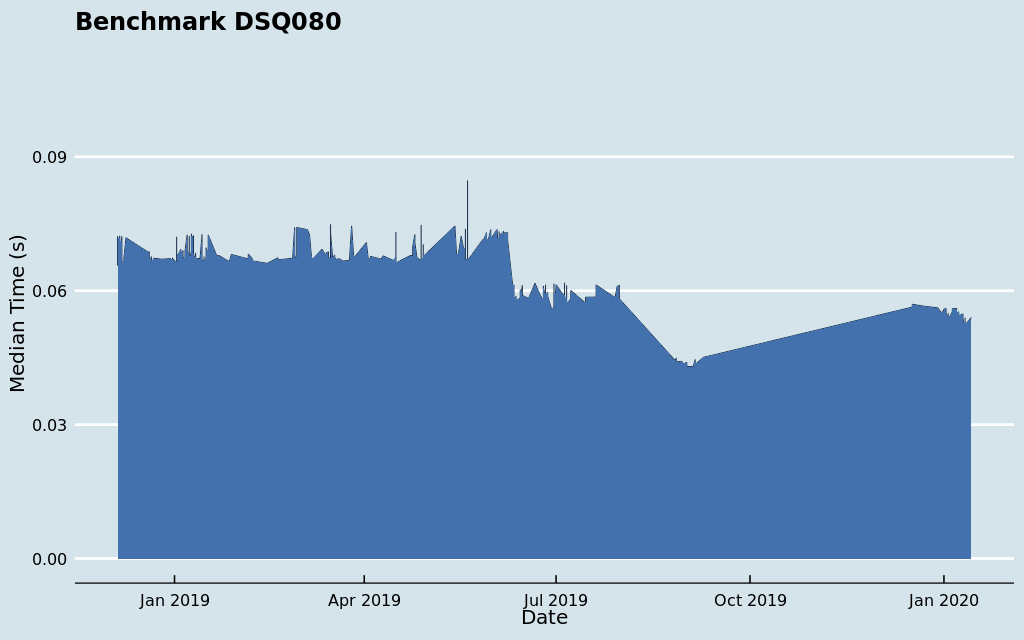 Benchmark DSQ080
Median Time (s)
0.09
0.06
0.03
0.00
Jan 2019
Apr 2019
Jul 2019
Oct 2019
Jan 2020
Date